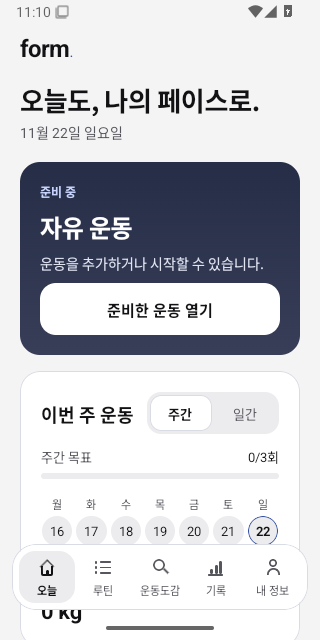 11:10
form.
오늘도, 나의 페이스로.
11월 22일 일요일
준비 중
자유 운동
운동을 추가하거나 시작할 수 있습니다.
준비한 운동 열기
이번 주 운동
주간 일간
주간 목표 0/3회
월 화 수 목 금 토 일
16 17 18 19 20 21 22
오늘 루틴 운동도감 기록 내 정보
0 kg